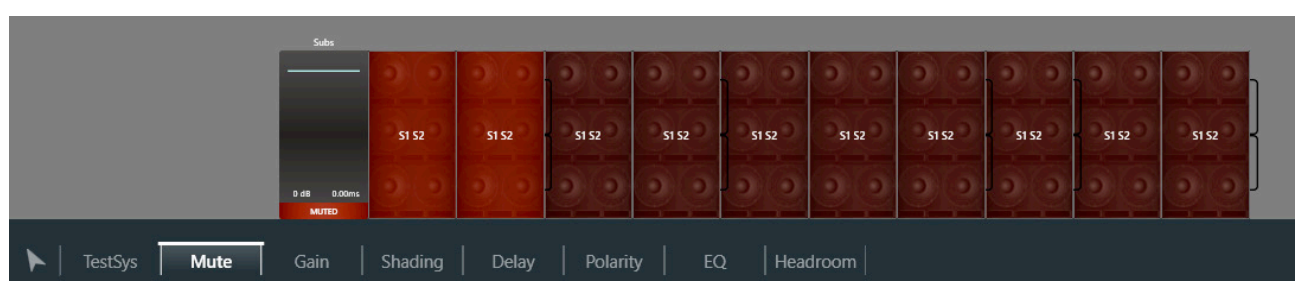 Subs
S1 S2 S1 S2 S1 S2 S1 S2 S1 S2 S1 S2 S1 S2 S1 S2 S1 S2 S1 S2
0 dB 0.00ms
MUTED
TestSys Mute Gain Shading Delay Polarity EQ Headroom